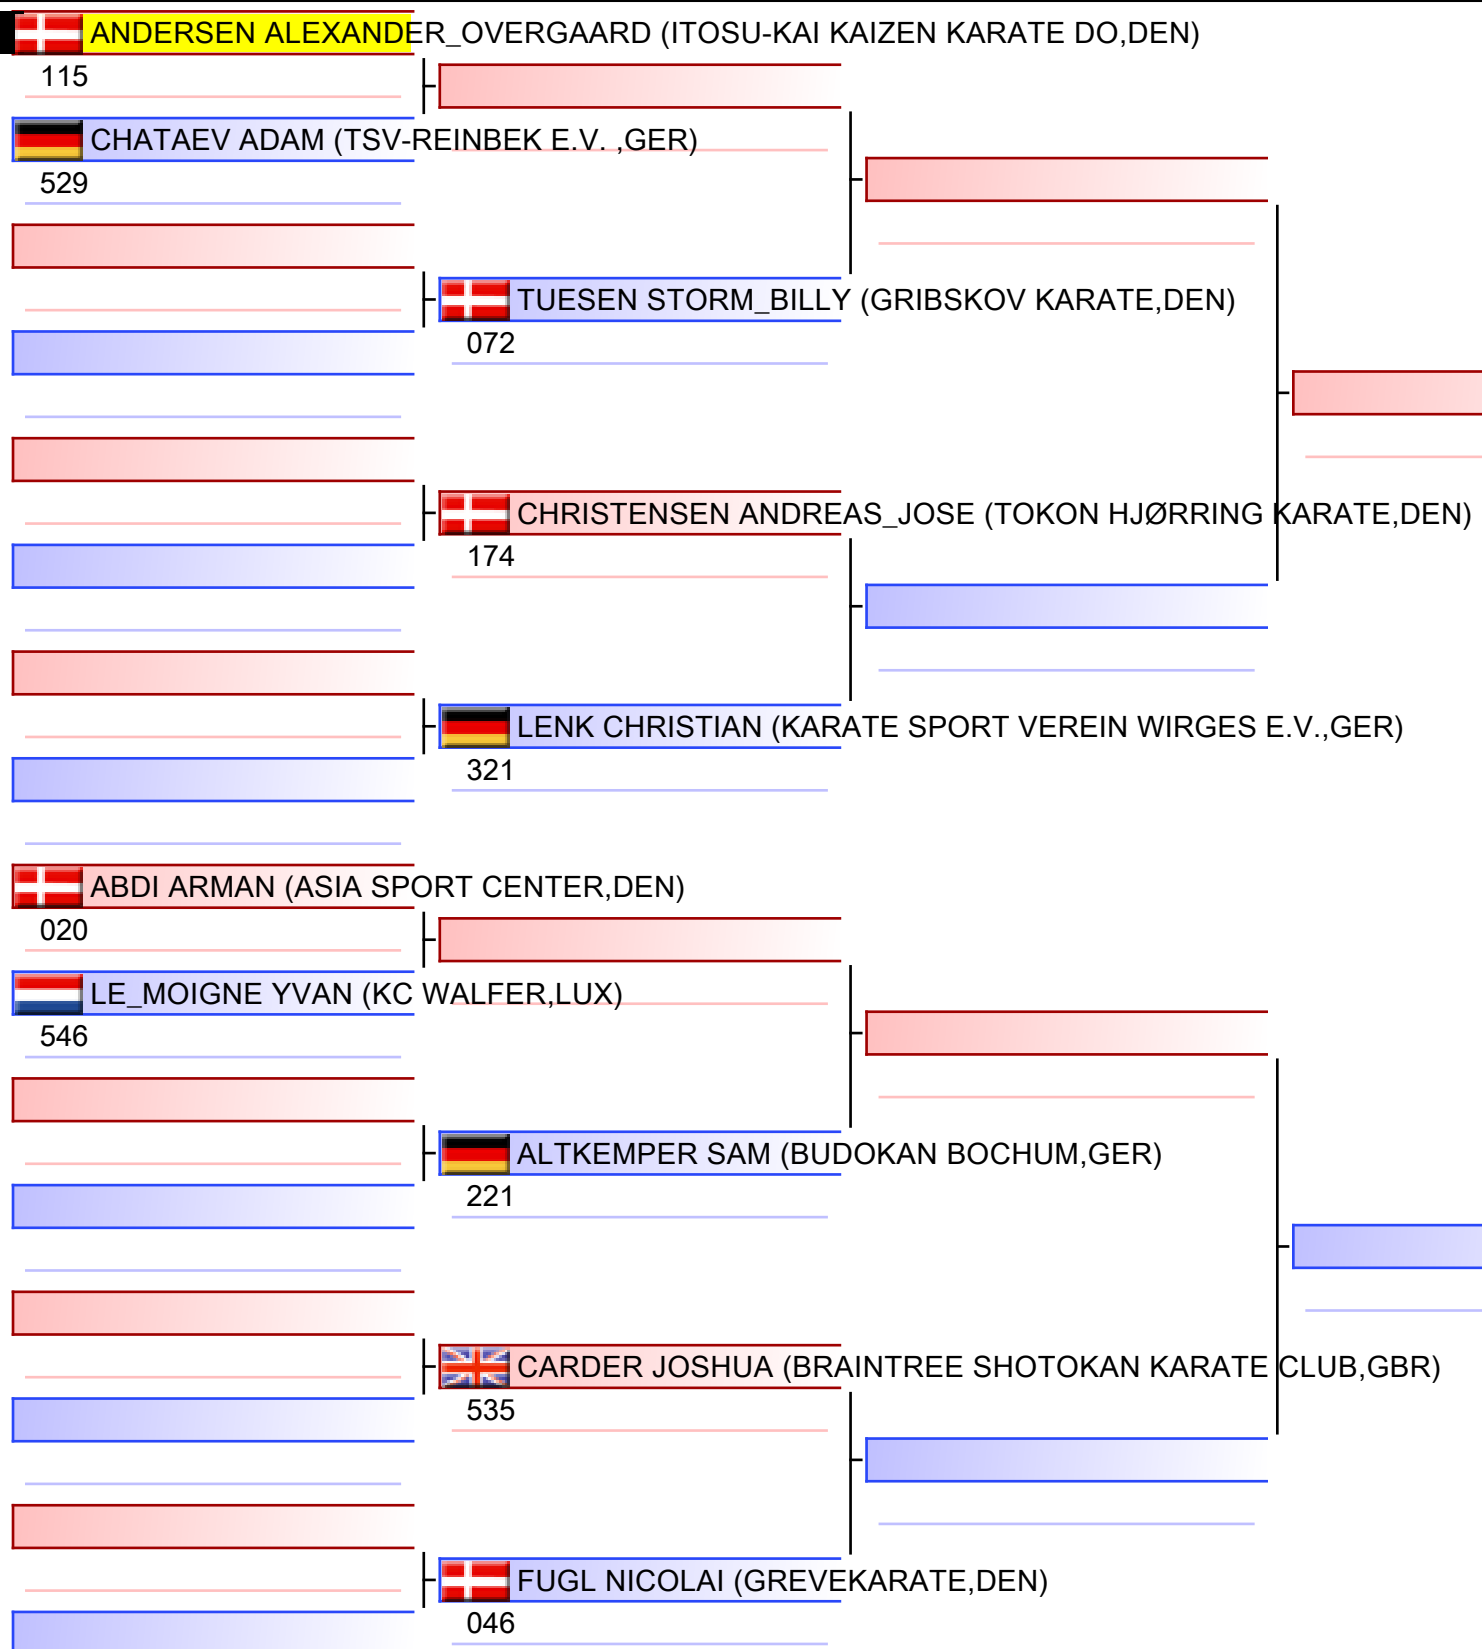 ANDERSEN ALEXANDER_OVERGAARD (ITOSU-KAI KAIZEN KARATE DO,DEN)
115
CHATAEV ADAM (TSV-REINBEK E.V. ,GER)
529
TUESEN STORM_BILLY (GRIBSKOV KARATE,DEN)
072
CHRISTENSEN ANDREAS_JOSE (TOKON HJØRRING KARATE,DEN)
174
LENK CHRISTIAN (KARATE SPORT VEREIN WIRGES E.V.,GER)
321
ABDI ARMAN (ASIA SPORT CENTER,DEN)
020
LE_MOIGNE YVAN (KC WALFER,LUX)
546
ALTKEMPER SAM (BUDOKAN BOCHUM,GER)
221
CARDER JOSHUA (BRAINTREE SHOTOKAN KARATE CLUB,GBR)
535
FUGL NICOLAI (GREVEKARATE,DEN)
046